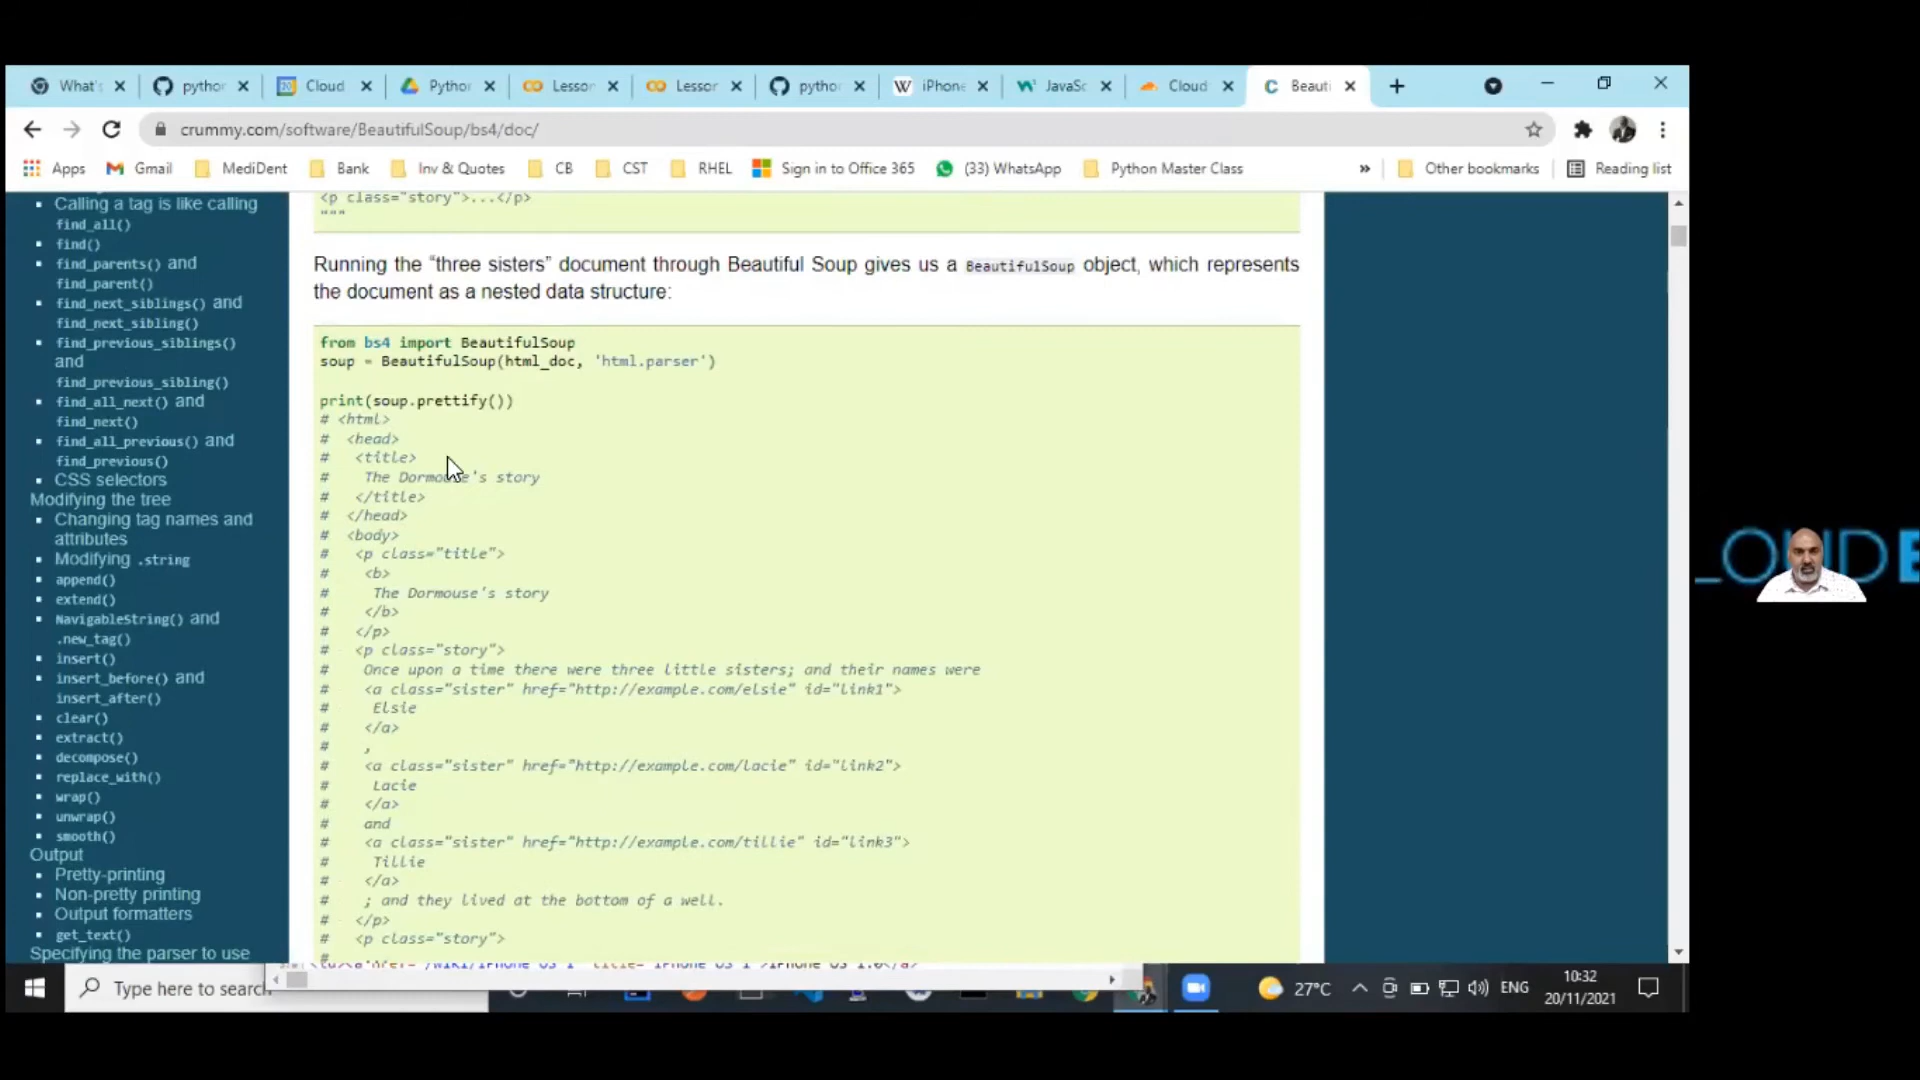 What's
python
Cloud
Python
Lesson
Lesson
python
iPhone
JavaSc
Cloud
Beauti
crummy.com/software/BeautifulSoup/bs4/doc/
Apps
Gmail
MediDent
Bank
Inv & Quotes
CB
CST
RHEL
Sign in to Office 365
(33) WhatsApp
Python Master Class
»
Other bookmarks
Reading list
Calling a tag is like calling
find_all()
find()
find_parents() and
find_parent()
find_next_siblings() and
find_next_sibling()
find_previous_siblings()
and
find_previous_sibling()
find_all_next() and
find_next()
find_all_previous() and
find_previous()
CSS selectors
Modifying the tree
Changing tag names and
attributes
Modifying .string
append()
extend()
NavigableString() and
.new_tag()
insert()
insert_before() and
insert_after()
clear()
extract()
decompose()
replace_with()
wrap()
unwrap()
smooth()
Output
Pretty-printing
Non-pretty printing
Output formatters
get_text()
Specifying the parser to use
<p class="story">...</p>
"""
Running the “three sisters” document through Beautiful Soup gives us a BeautifulSoup object, which represents
the document as a nested data structure:
from bs4 import BeautifulSoup
soup = BeautifulSoup(html_doc, 'html.parser')
print(soup.prettify())
# <html>
#  <head>
#   <title>
#    The Dormouse's story
#   </title>
#  </head>
#  <body>
#   <p class="title">
#    <b>
#     The Dormouse's story
#    </b>
#   </p>
#   <p class="story">
#    Once upon a time there were three little sisters; and their names were
#    <a class="sister" href="http://example.com/elsie" id="link1">
#     Elsie
#    </a>
#    ,
#    <a class="sister" href="http://example.com/lacie" id="link2">
#     Lacie
#    </a>
#    and
#    <a class="sister" href="http://example.com/tillie" id="link3">
#     Tillie
#    </a>
#    ; and they lived at the bottom of a well.
#   </p>
#   <p class="story">
Type here to search
27°C
ENG
10:32
20/11/2021